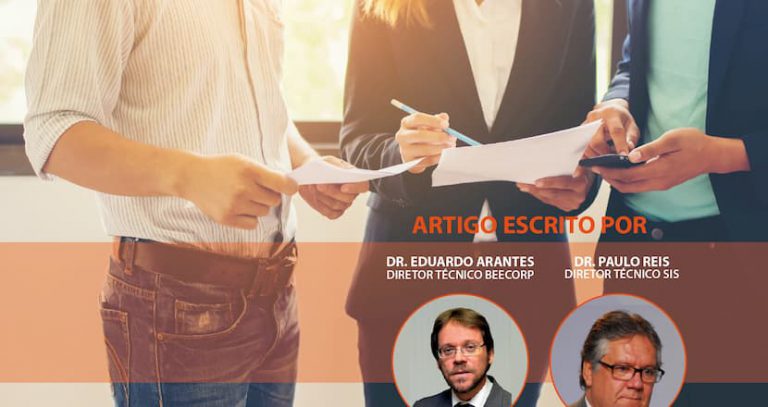 ARTIGO ESCRITO POR
DR. EDUARDO ARANTES
DIRETOR TÉCNICO BEECORP
DR. PAULO REIS
DIRETOR TÉCNICO SIS